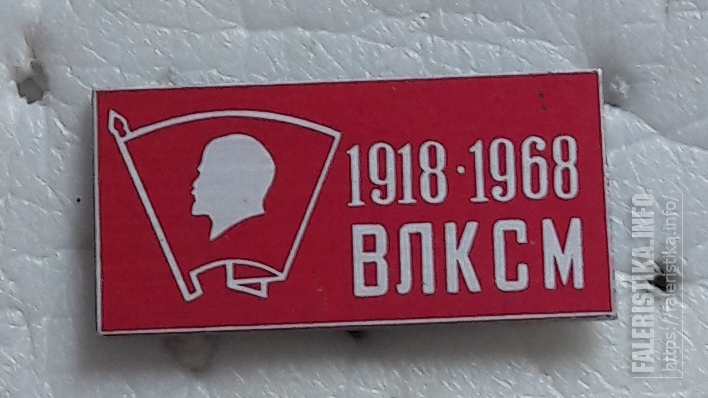 1918·1968
ВЛКСМ
FALERISTIKA.INFO
https://faleristika.info/